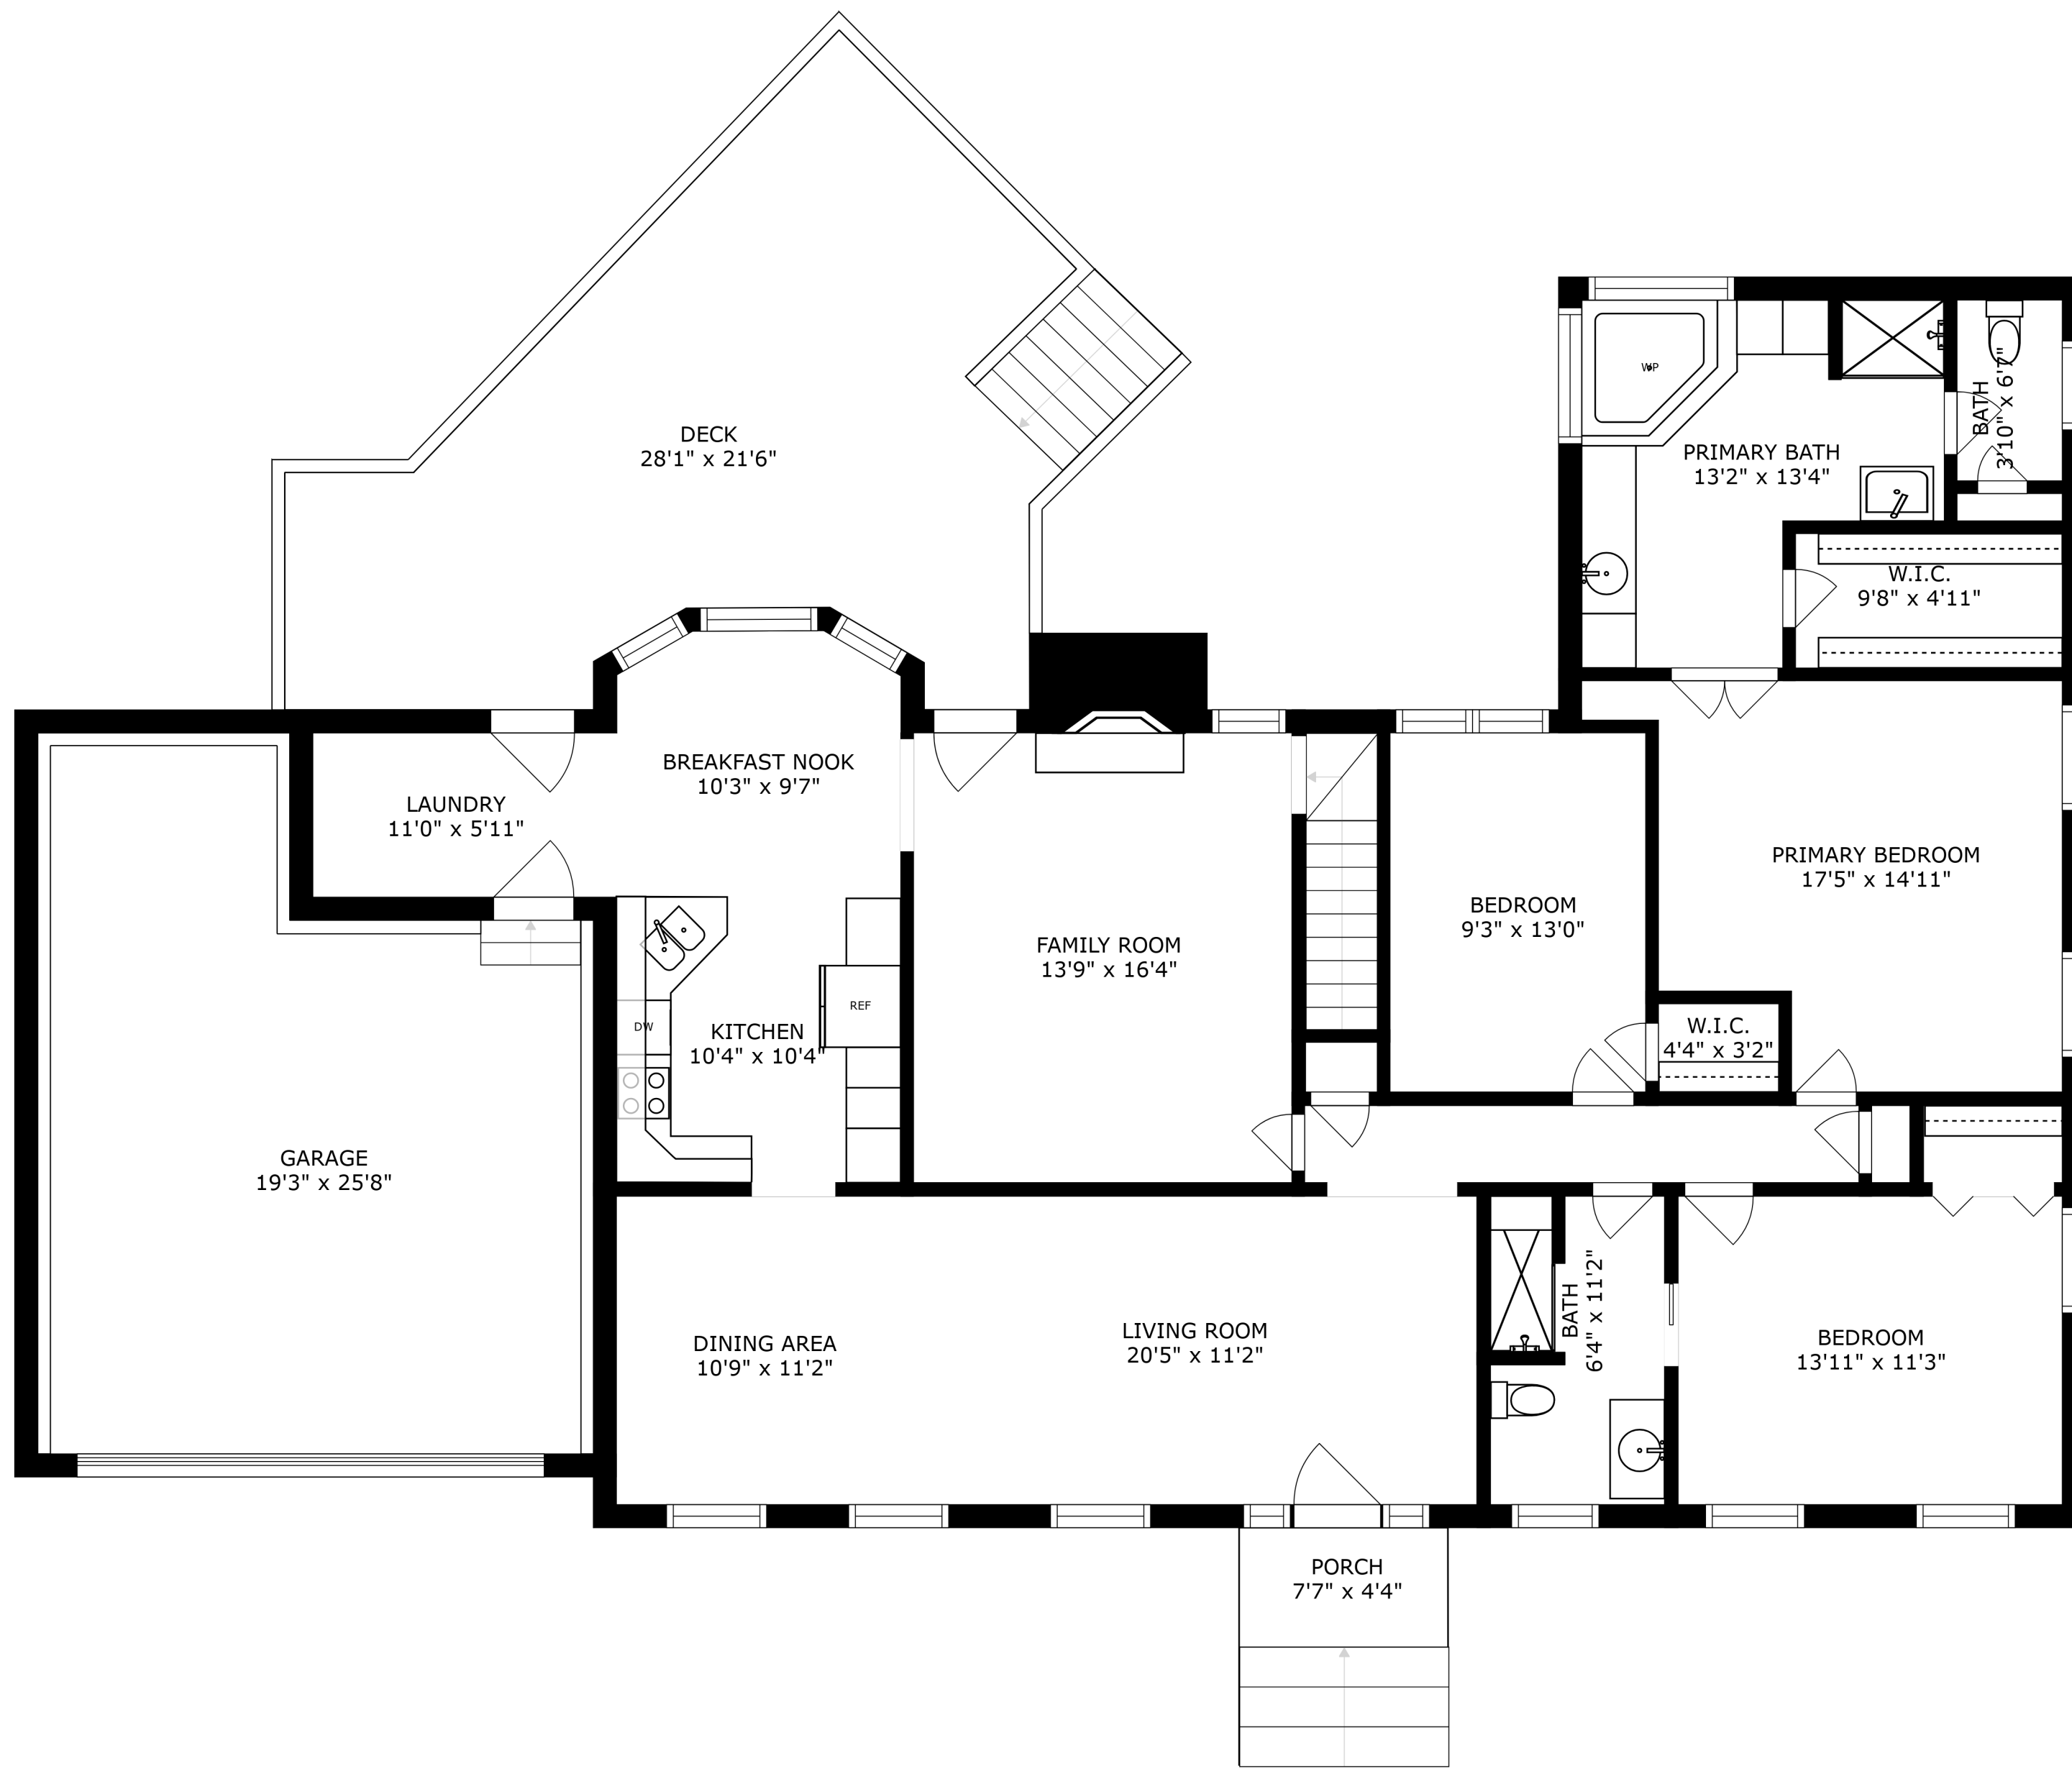 DECK
28'1" x 21'6"
WP
PRIMARY BATH
13'2" x 13'4"
BATH
3'10" x 6'7"
W.I.C.
9'8" x 4'11"
BREAKFAST NOOK
10'3" x 9'7"
LAUNDRY
11'0" x 5'11"
PRIMARY BEDROOM
17'5" x 14'11"
BEDROOM
9'3" x 13'0"
FAMILY ROOM
13'9" x 16'4"
REF
DW
KITCHEN
10'4" x 10'4"
W.I.C.
4'4" x 3'2"
GARAGE
19'3" x 25'8"
DINING AREA
10'9" x 11'2"
LIVING ROOM
20'5" x 11'2"
BATH
6'4" x 11'2"
BEDROOM
13'11" x 11'3"
PORCH
7'7" x 4'4"